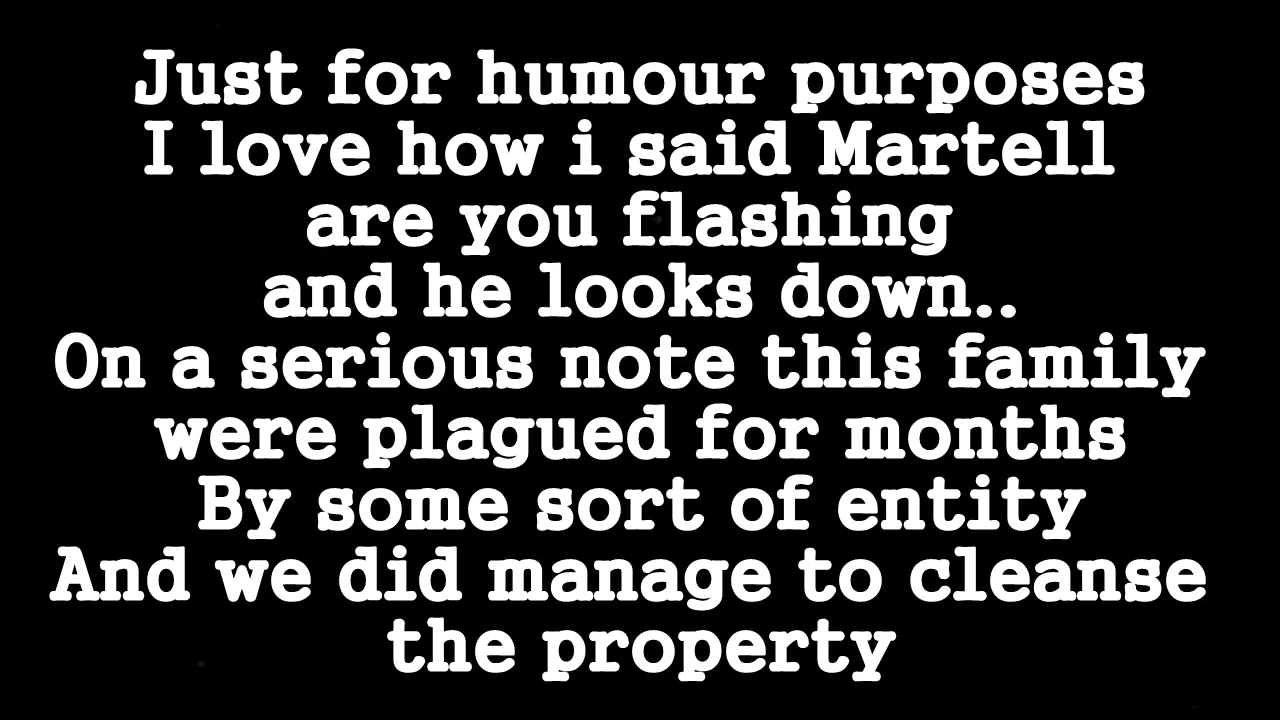 Just for humour purposes
I love how i said Martell
are you flashing
and he looks down..
On a serious note this family
were plagued for months
By some sort of entity
And we did manage to cleanse
the property